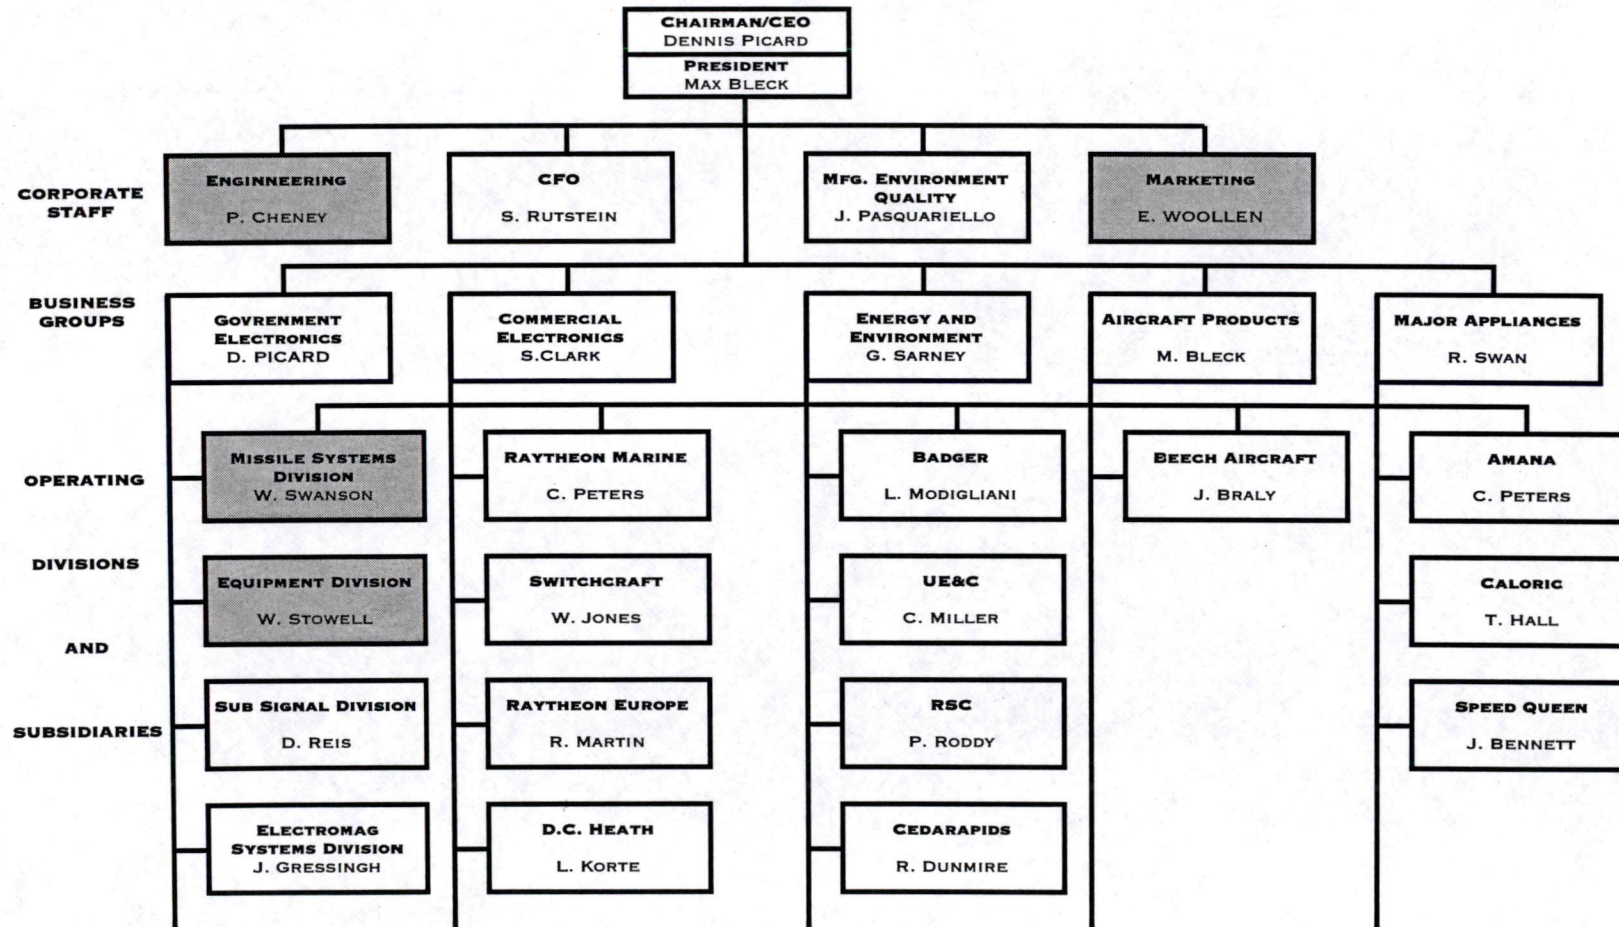 CHAIRMAN/CEO
DENNIS PICARD
PRESIDENT
MAX BLECK
CORPORATE
STAFF
ENGINNEERING
P. CHENEY
CFO
S. RUTSTEIN
MFG. ENVIRONMENT
QUALITY
J. PASQUARIELLO
MARKETING
E. WOOLLEN
BUSINESS
GROUPS
GOVRENMENT
ELECTRONICS
D. PICARD
COMMERCIAL
ELECTRONICS
S.CLARK
ENERGY AND
ENVIRONMENT
G. SARNEY
AIRCRAFT PRODUCTS
M. BLECK
MAJOR APPLIANCES
R. SWAN
OPERATING
DIVISIONS
AND
SUBSIDIARIES
MISSILE SYSTEMS
DIVISION
W. SWANSON
RAYTHEON MARINE
C. PETERS
BADGER
L. MODIGLIANI
BEECH AIRCRAFT
J. BRALY
AMANA
C. PETERS
EQUIPMENT DIVISION
W. STOWELL
SWITCHCRAFT
W. JONES
UE&C
C. MILLER
CALORIC
T. HALL
SUB SIGNAL DIVISION
D. REIS
RAYTHEON EUROPE
R. MARTIN
RSC
P. RODDY
SPEED QUEEN
J. BENNETT
ELECTROMAG
SYSTEMS DIVISION
J. GRESSINGH
D.C. HEATH
L. KORTE
CEDARAPIDS
R. DUNMIRE